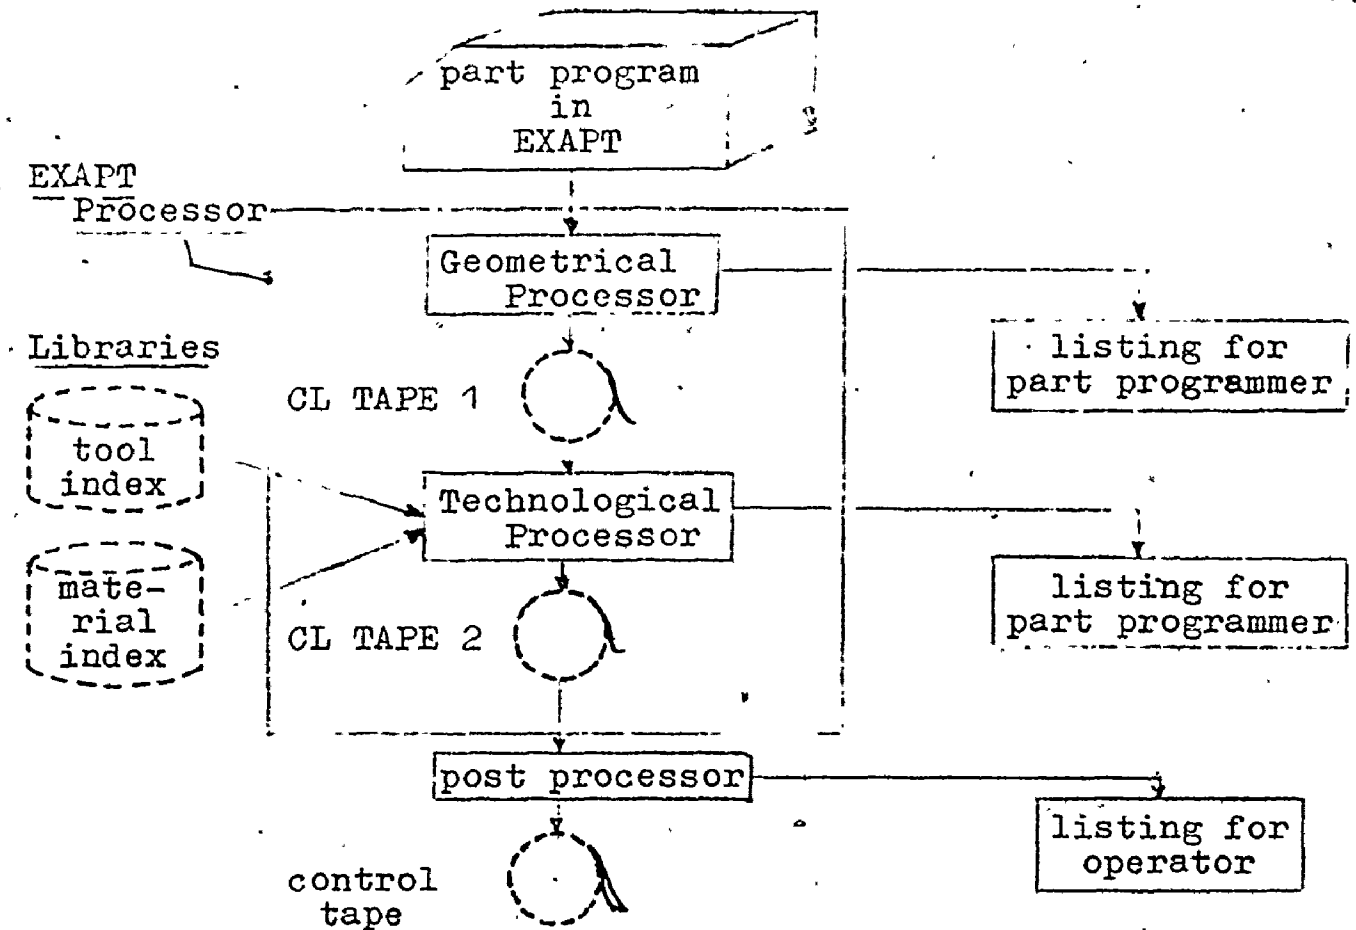 part program
in
EXAPT
EXAPT
Processor
Geometrical
Processor
listing for
part programmer
Libraries
CL TAPE 1
tool
index
Technological
Processor
listing for
part programmer
mate-
rial
index
CL TAPE 2
post processor
listing for
operator
control
tape